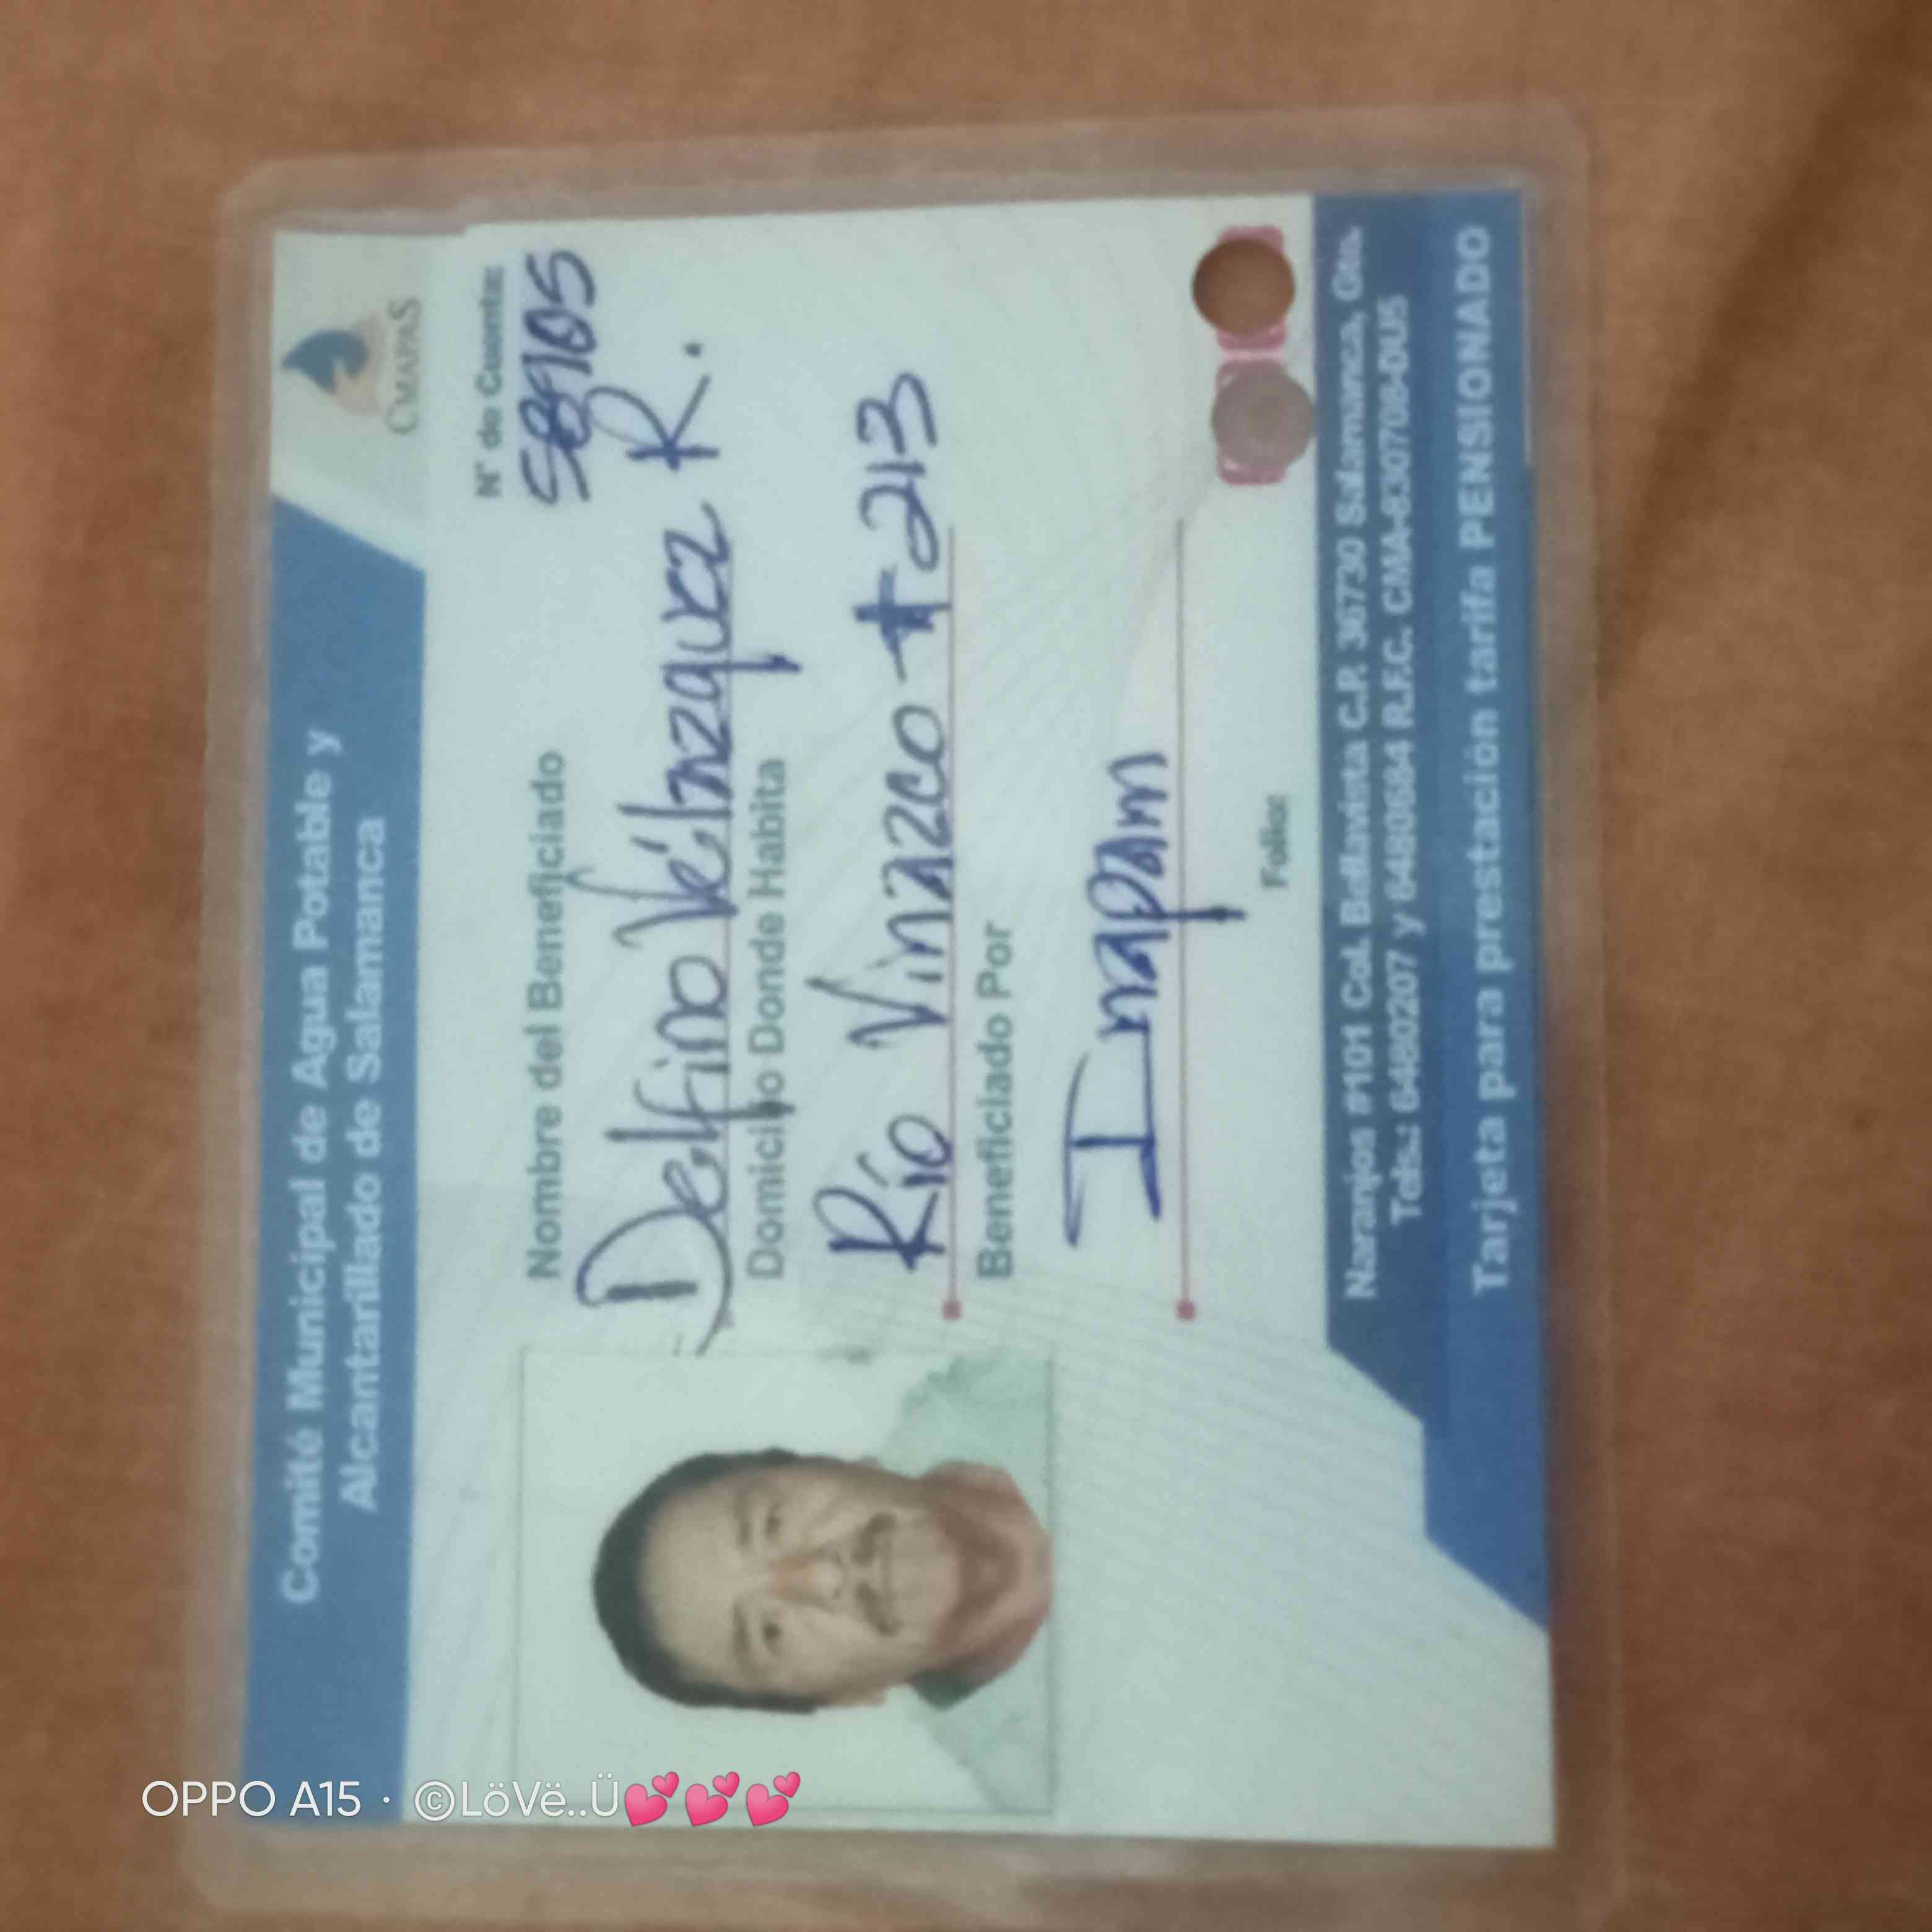 Comité Municipal de Agua Potable y
Alcantarillado de Salamanca
CMAPAS
N° de Cuenta:
Nombre del Beneficiado
Delfino Vélnzquez R.
Domicilio Donde Habita
Río Vinazco # 213
Beneficiado Por
Inapam
Folio:
Naranjos #101 Col. Bellavista C.P. 36730 Salamanca, Gto.
Tels.: 6480207 y 6480684 R.F.C. CMA-830708-DU5
Tarjeta para prestación tarifa PENSIONADO
OPPO A15 · ©LöVë..Ü💕💕💕